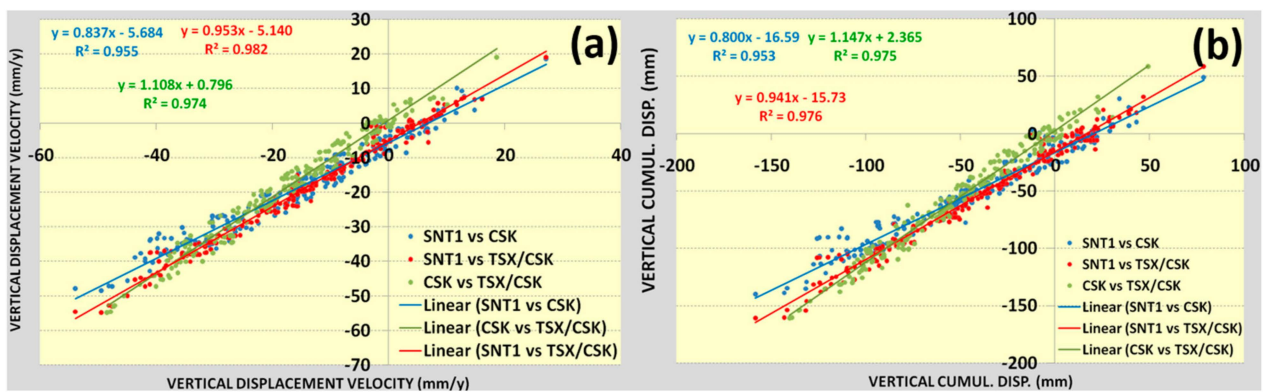 y = 0.837x - 5.684
R² = 0.955
y = 0.953x - 5.140
R² = 0.982
y = 1.108x + 0.796
R² = 0.974
(a)
30
20
10
0
-10
-20
-30
-40
-50
-60
-70
-60
-40
-20
0
20
40
VERTICAL DISPLACEMENT VELOCITY (mm/y)
SNT1 vs CSK
SNT1 vs TSX/CSK
CSK vs TSX/CSK
Linear (SNT1 vs CSK)
Linear (CSK vs TSX/CSK)
Linear (SNT1 vs TSX/CSK)
VERTICAL DISPLACEMENT VELOCITY (mm/y)
y = 0.800x - 16.59
R² = 0.953
y = 1.147x + 2.365
R² = 0.975
y = 0.941x - 15.73
R² = 0.976
(b)
100
50
0
-50
-100
-150
-200
-200
-150
-100
-50
0
50
100
VERTICAL CUMUL. DISP. (mm)
SNT1 vs CSK
SNT1 vs TSX/CSK
CSK vs TSX/CSK
Linear (SNT1 vs CSK)
Linear (SNT1 vs TSX/CSK)
Linear (CSK vs TSX/CSK)
VERTICAL CUMUL. DISP. (mm)